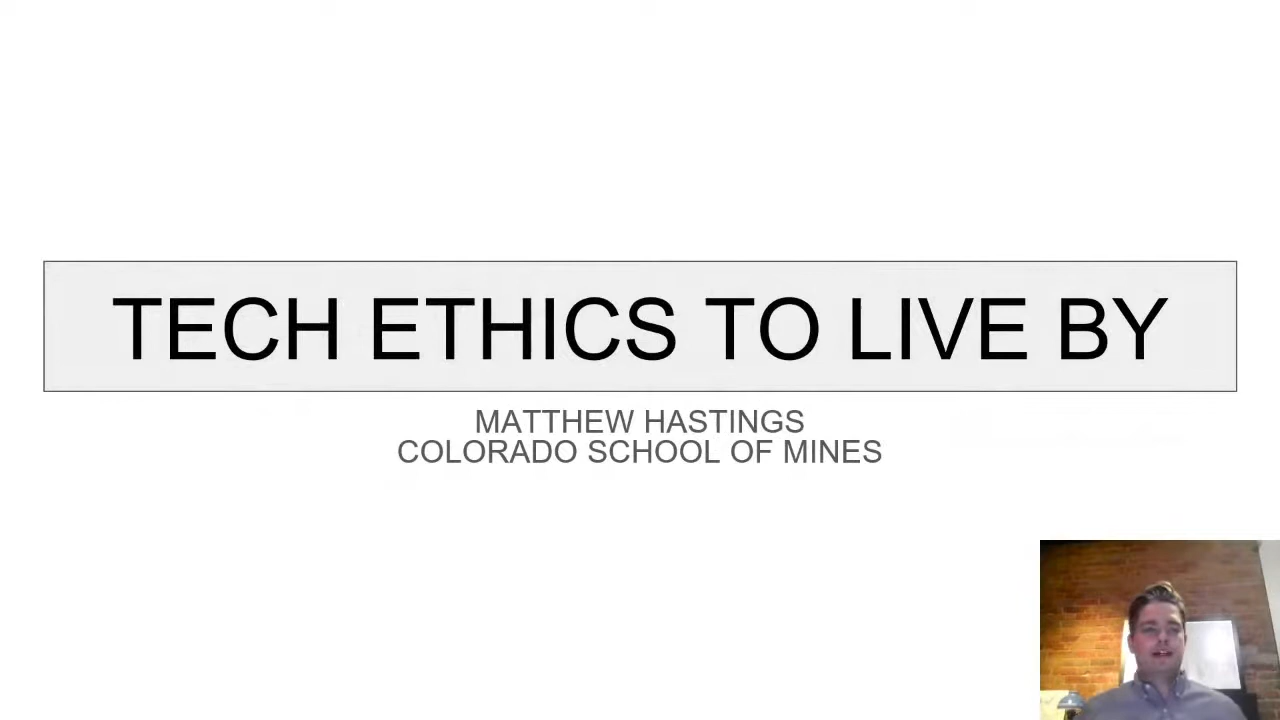 TECH ETHICS TO LIVE BY
MATTHEW HASTINGS
COLORADO SCHOOL OF MINES